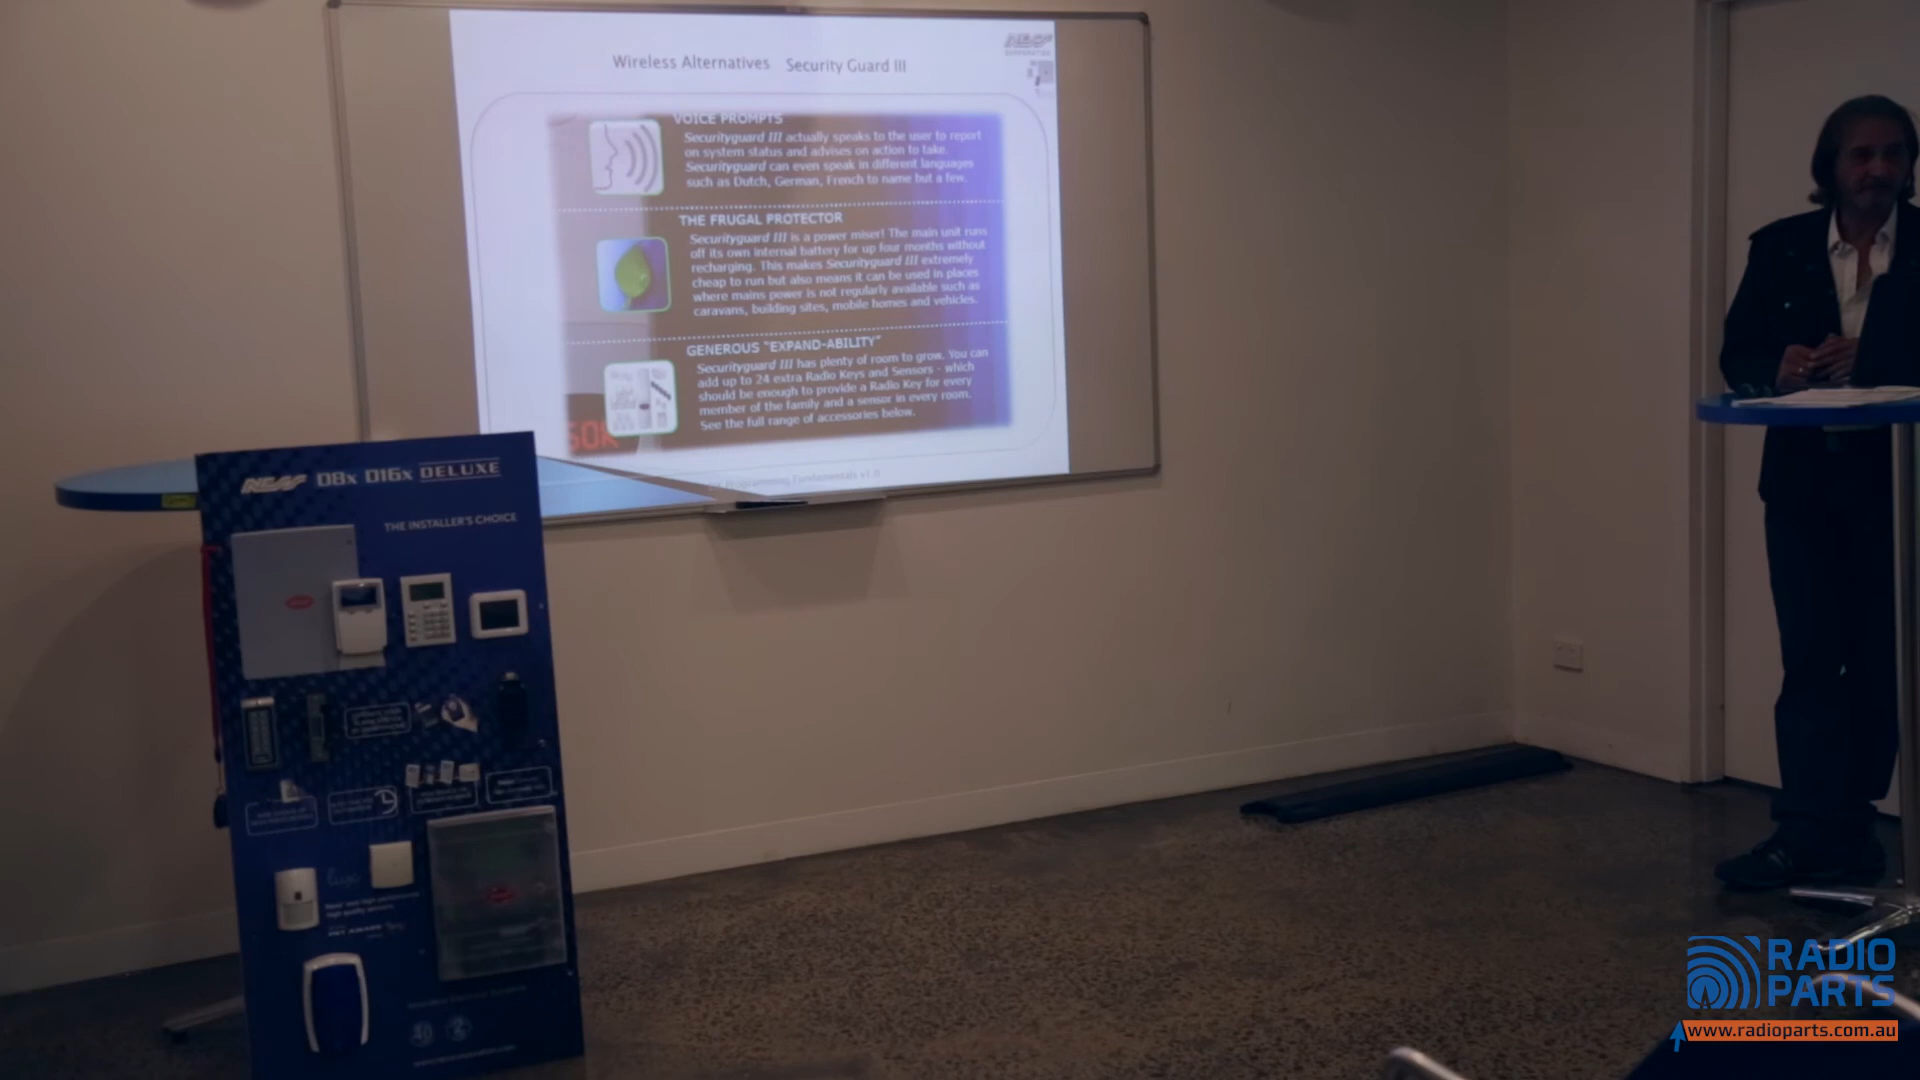 NESS
Wireless Alternatives Security Guard III
VOICE PROMPTS
Securityguard III actually speaks to the user to report
on system status and advises on action to take.
Securityguard can even speak in different languages
such as Dutch, German, French to name but a few.
THE FRUGAL PROTECTOR
Securityguard III is a power miser! The main unit runs
off its own internal battery for up four months without
recharging. This makes Securityguard III extremely
cheap to run but also means it can be used in places
where mains power is not regularly available such as
caravans, building sites, mobile homes and vehicles.
GENEROUS "EXPAND-ABILITY"
Securityguard III has plenty of room to grow. You can
add up to 24 extra Radio Keys and Sensors - which
should be enough to provide a Radio Key for every
member of the family and a sensor in every room.
See the full range of accessories below.
Programming Fundamentals v1.0
NESS D8x D16x DELUXE
THE INSTALLER'S CHOICE
RADIO
PARTS
www.radioparts.com.au